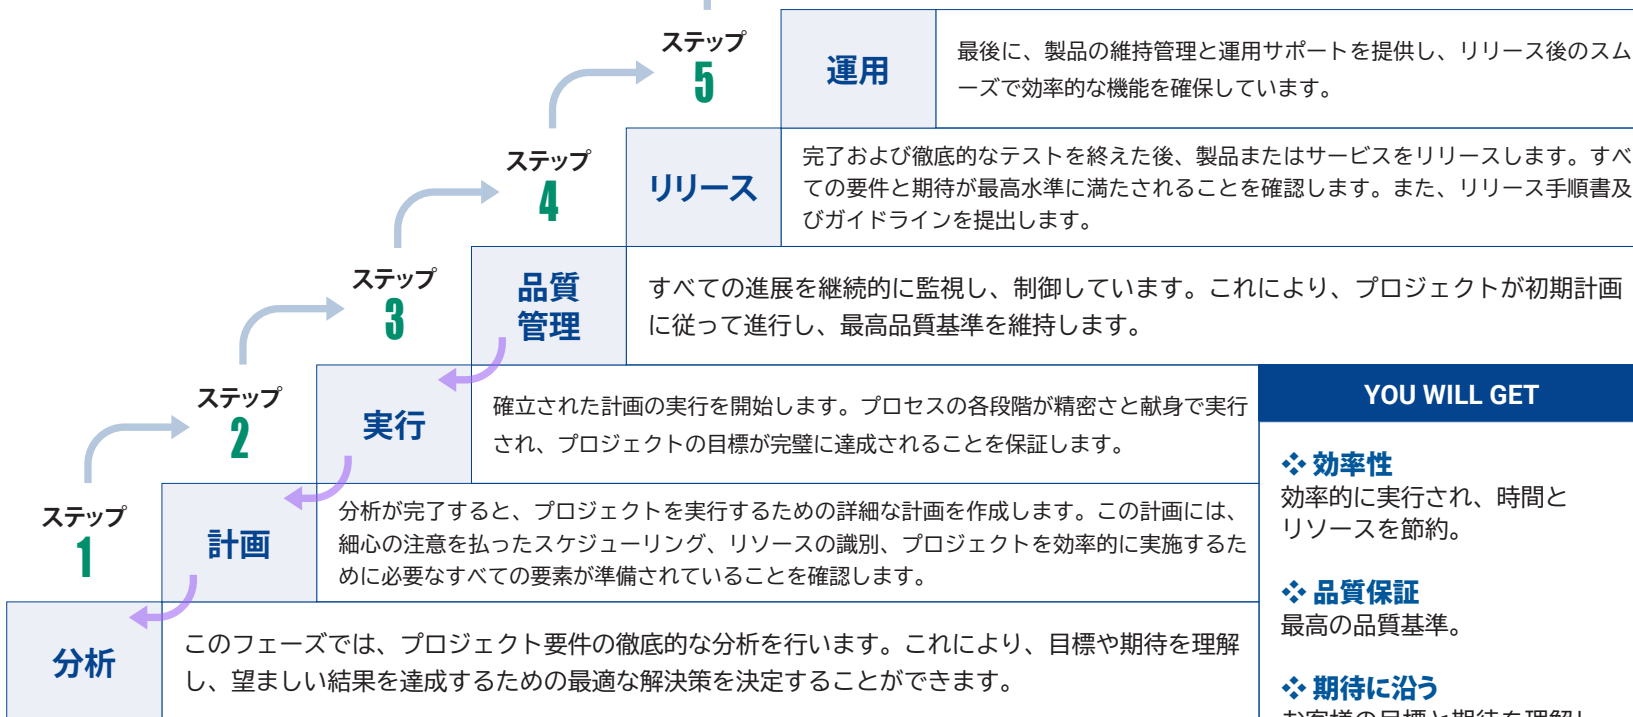 ステップ
5
運用
最後に、製品の維持管理と運用サポートを提供し、リリース後のスム
ーズで効率的な機能を確保しています。
ステップ
4
リリース
完了および徹底的なテストを終えた後、製品またはサービスをリリースします。すべ
ての要件と期待が最高水準に満たされることを確認します。また、リリース手順書及
びガイドラインを提出します。
ステップ
3
品質
管理
すべての進展を継続的に監視し、制御しています。これにより、プロジェクトが初期計画
に従って進行し、最高品質基準を維持します。
ステップ
2
実行
確立された計画の実行を開始します。プロセスの各段階が精密さと献身で実行
され、プロジェクトの目標が完璧に達成されることを保証します。
ステップ
1
計画
分析が完了すると、プロジェクトを実行するための詳細な計画を作成します。この計画には、
細心の注意を払ったスケジューリング、リソースの識別、プロジェクトを効率的に実施するた
めに必要なすべての要素が準備されていることを確認します。
分析
このフェーズでは、プロジェクト要件の徹底的な分析を行います。これにより、目標や期待を理解
し、望ましい結果を達成するための最適な解決策を決定することができます。
YOU WILL GET
❖ 効率性
効率的に実行され、時間と
リソースを節約。
❖ 品質保証
最高の品質基準。
❖ 期待に沿う
お客様の目標と期待を理解し